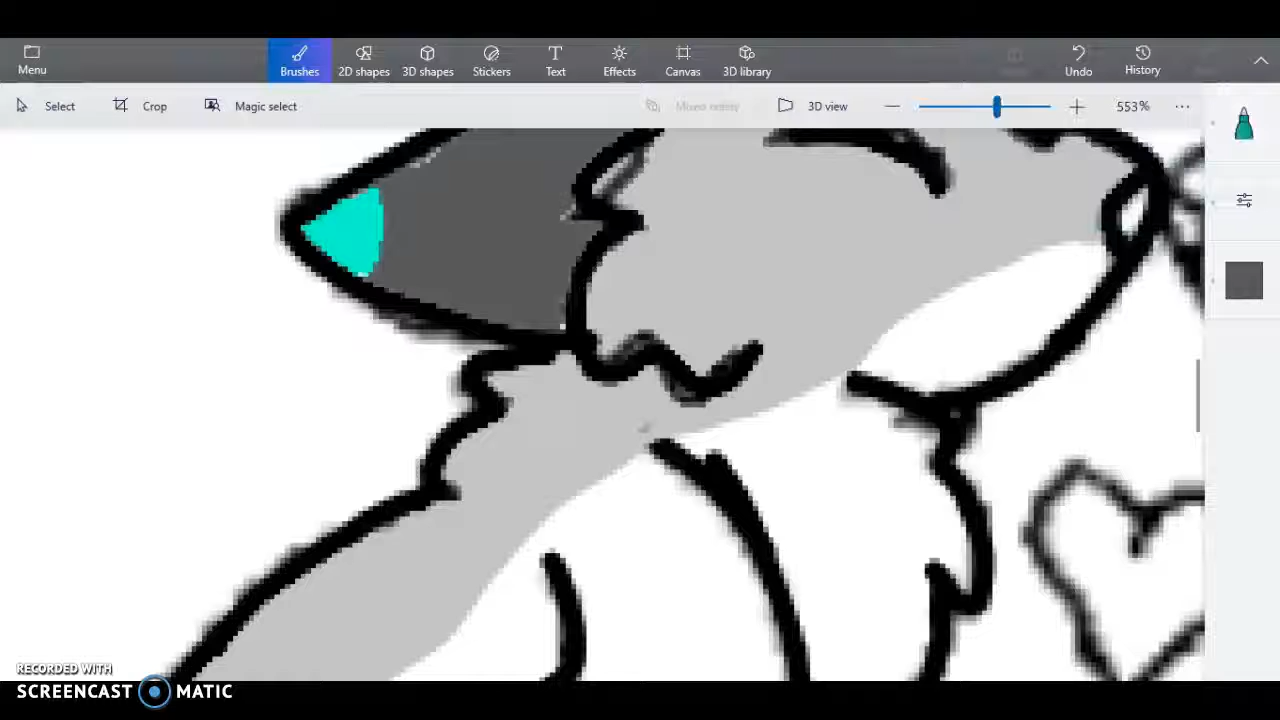 Menu
Brushes
2D shapes
3D shapes
Stickers
Text
Effects
Canvas
3D library
Undo
History
Select
Crop
Magic select
Mixed reality
3D view
553%
RECORDED WITH
SCREENCAST MATIC